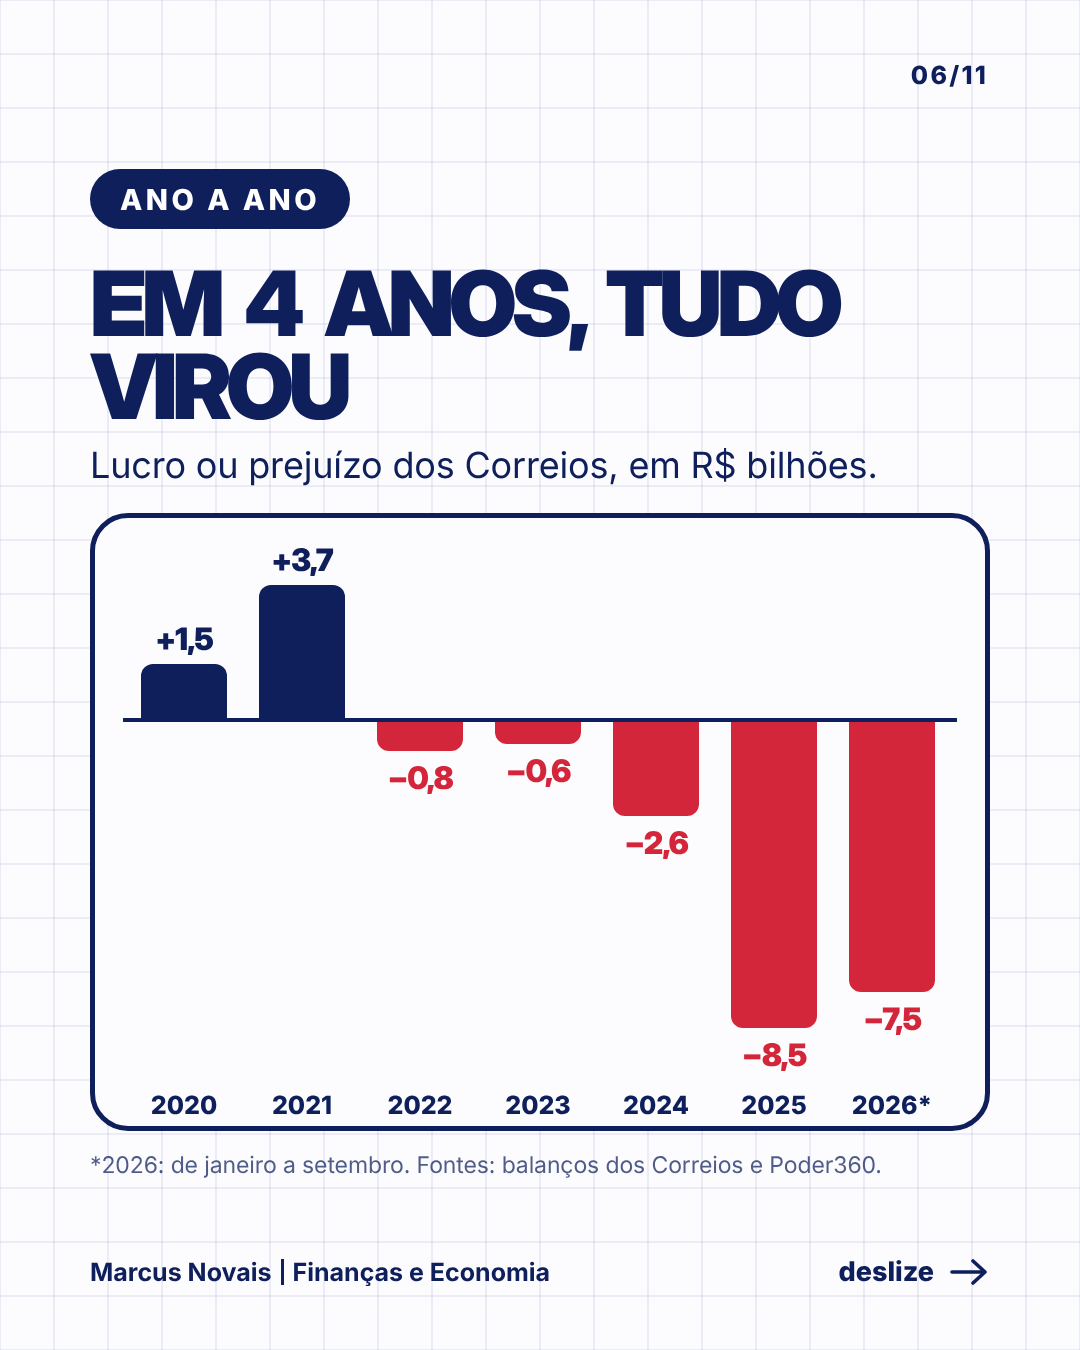 06/11
ANO A ANO
EM 4 ANOS, TUDO
VIROU
Lucro ou prejuízo dos Correios, em R$ bilhões.
+3,7
+1,5
−0,8
−0,6
−2,6
−7,5
−8,5
2020 2021 2022 2023 2024 2025 2026*
*2026: de janeiro a setembro. Fontes: balanços dos Correios e Poder360.
Marcus Novais | Finanças e Economia
deslize →